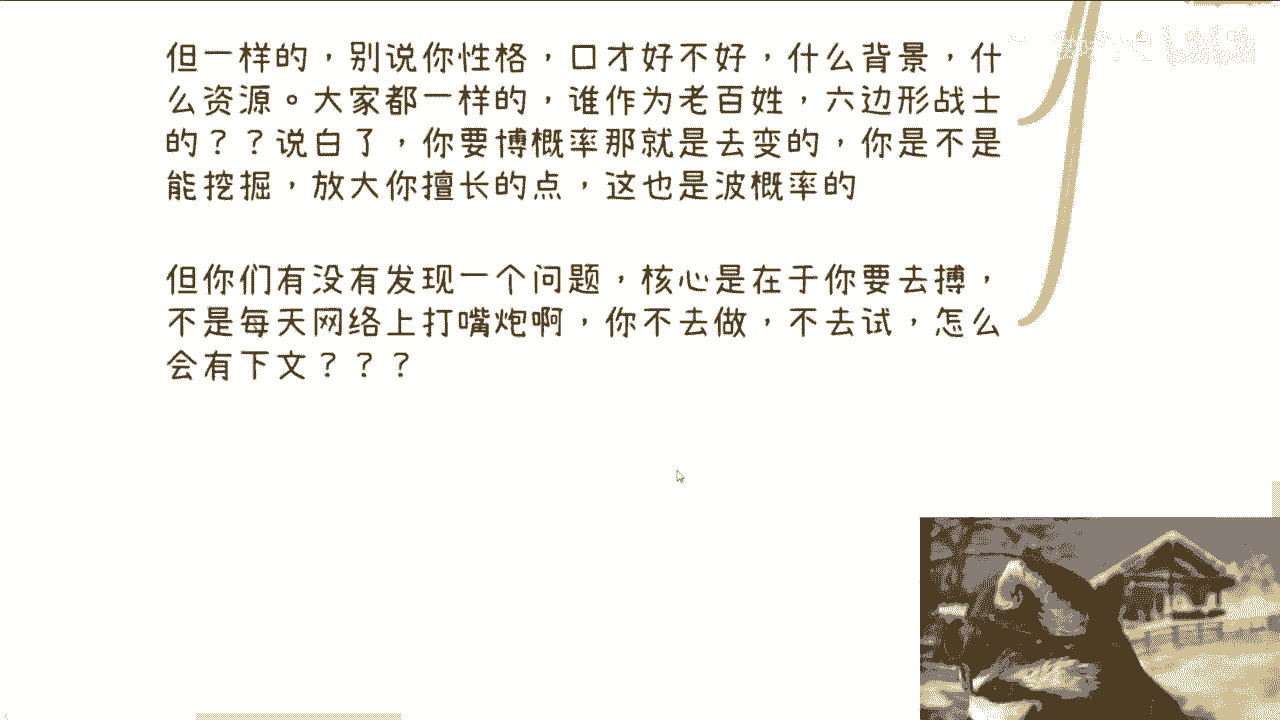 但一样的，别说你性格，口才好不好，什么背景，什
么资源。大家都一样的，谁作为老百姓，六边形战士
的？？说白了，你要博概率那就是去变的，你是不是
能挖掘，放大你擅长的点，这也是波概率的
但你们有没有发现一个问题，核心是在于你要去搏，
不是每天网络上打嘴炮啊，你不去做，不去试，怎么
会有下文？？？